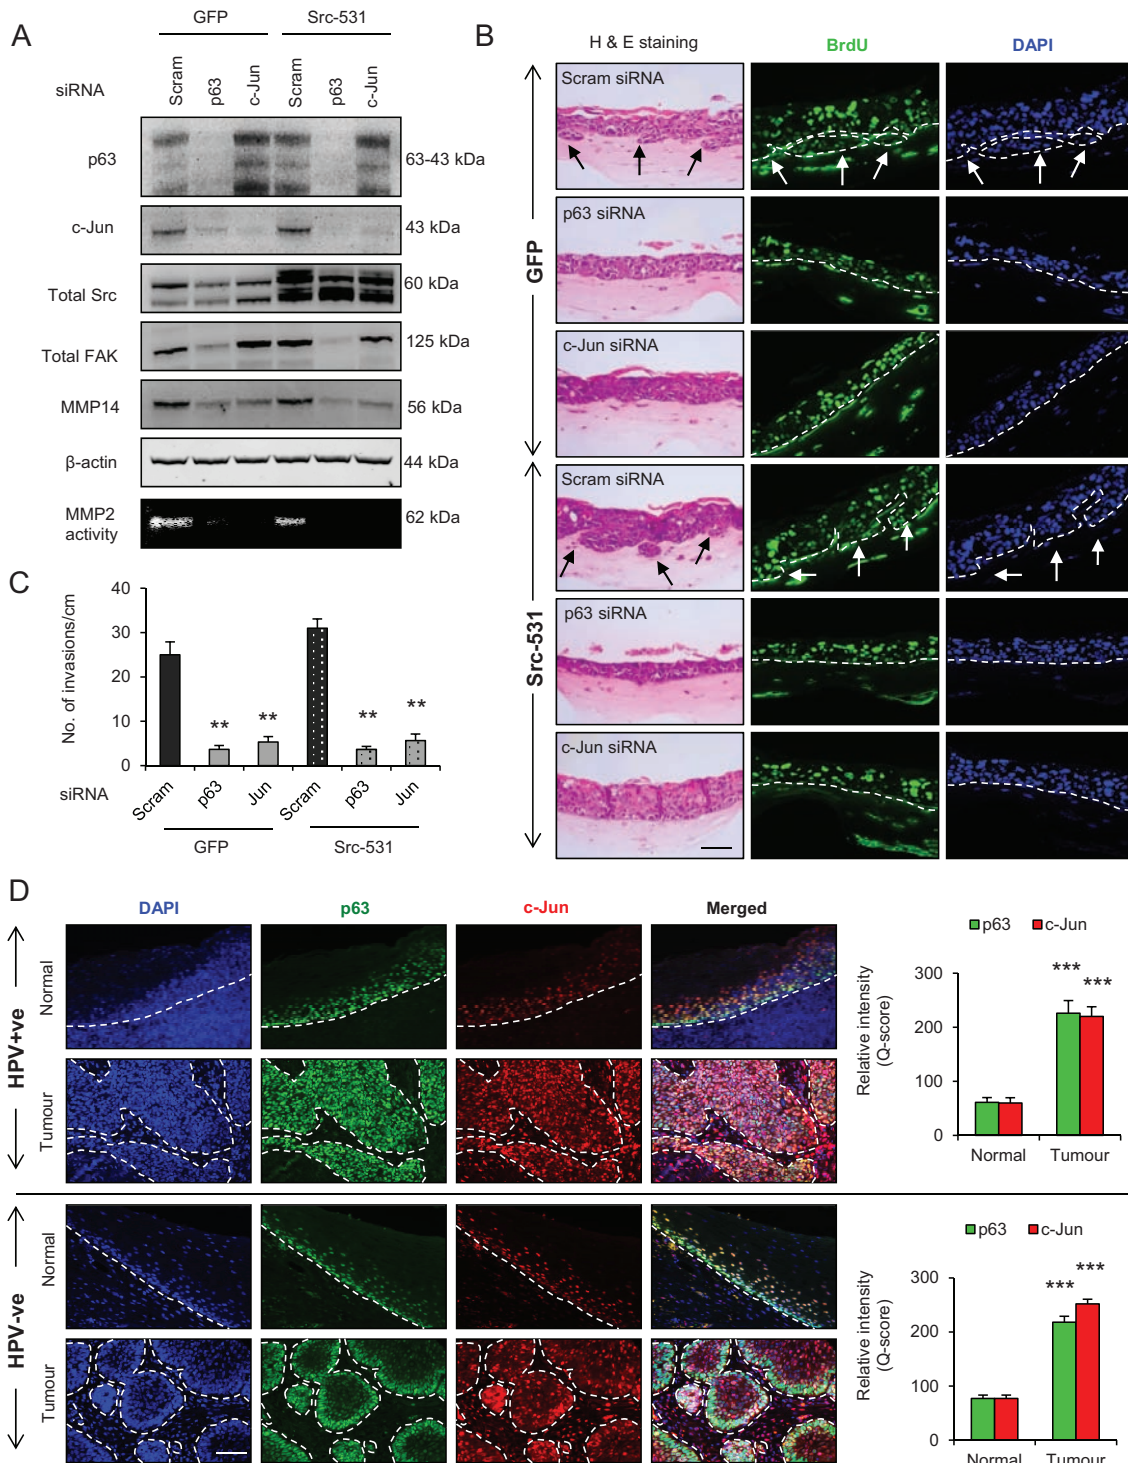 A
GFP
Src-531
siRNA
Scram
p63
c-Jun
Scram
p63
c-Jun
p63
63-43 kDa
c-Jun
43 kDa
Total Src
60 kDa
Total FAK
125 kDa
MMP14
56 kDa
β-actin
44 kDa
MMP2
activity
62 kDa
B
H & E staining
BrdU
DAPI
GFP
Scram siRNA
p63 siRNA
c-Jun siRNA
Src-531
Scram siRNA
p63 siRNA
c-Jun siRNA
C
No. of invasions/cm
40
30
20
10
0
**
**
**
**
siRNA
Scram
p63
Jun
Scram
p63
Jun
GFP
Src-531
D
DAPI
p63
c-Jun
Merged
HPV+ve
Normal
Tumour
p63
c-Jun
Relative intensity
(Q-score)
300
200
100
0
***
***
Normal
Tumour
HPV-ve
Normal
Tumour
p63
c-Jun
Relative intensity
(Q-score)
300
200
100
0
***
***
Normal
Tumour